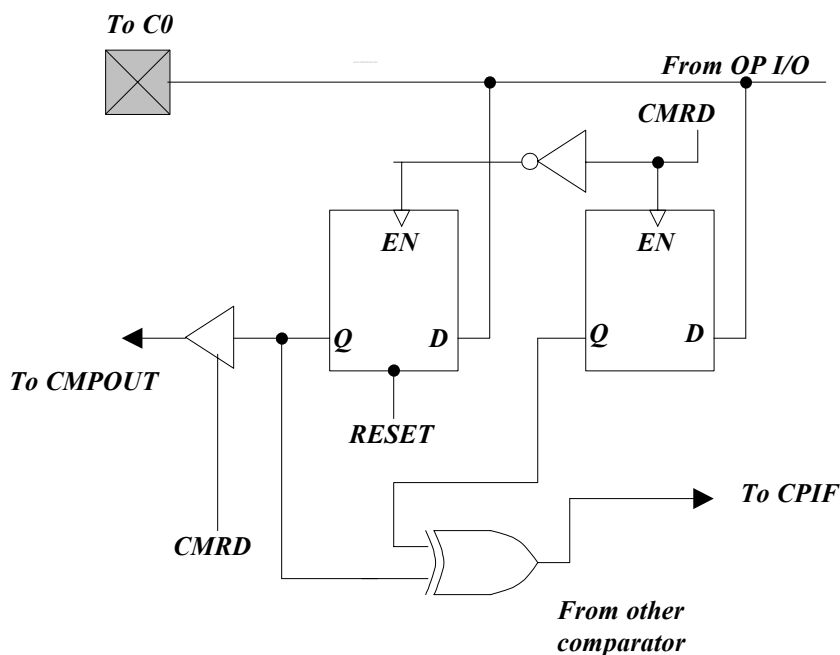 To C0
From OP I/O
CMRD
EN
EN
Q
D
Q
D
To CMPOUT
RESET
To CPIF
CMRD
From other
comparator